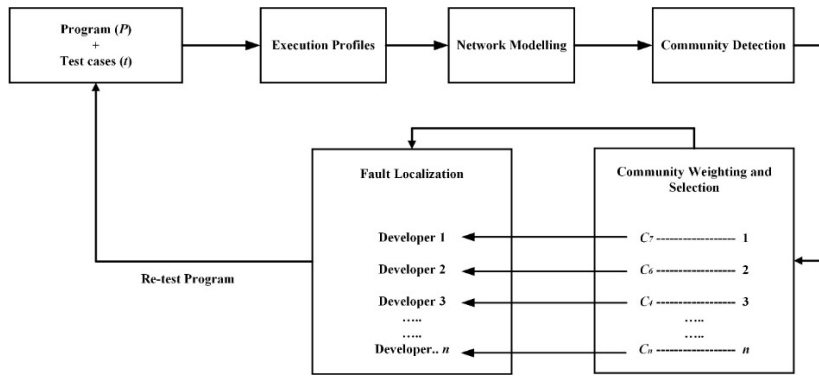 Program (P)
+
Test cases (t)
Execution Profiles
Network Modelling
Community Detection
Fault Localization
Community Weighting and
Selection
Developer 1
C7 ------------------- 1
Developer 2
C6 ------------------- 2
Developer 3
C4 ------------------- 3
…..
…..
…..
…..
Developer.. n
Cn ------------------- n
Re-test Program